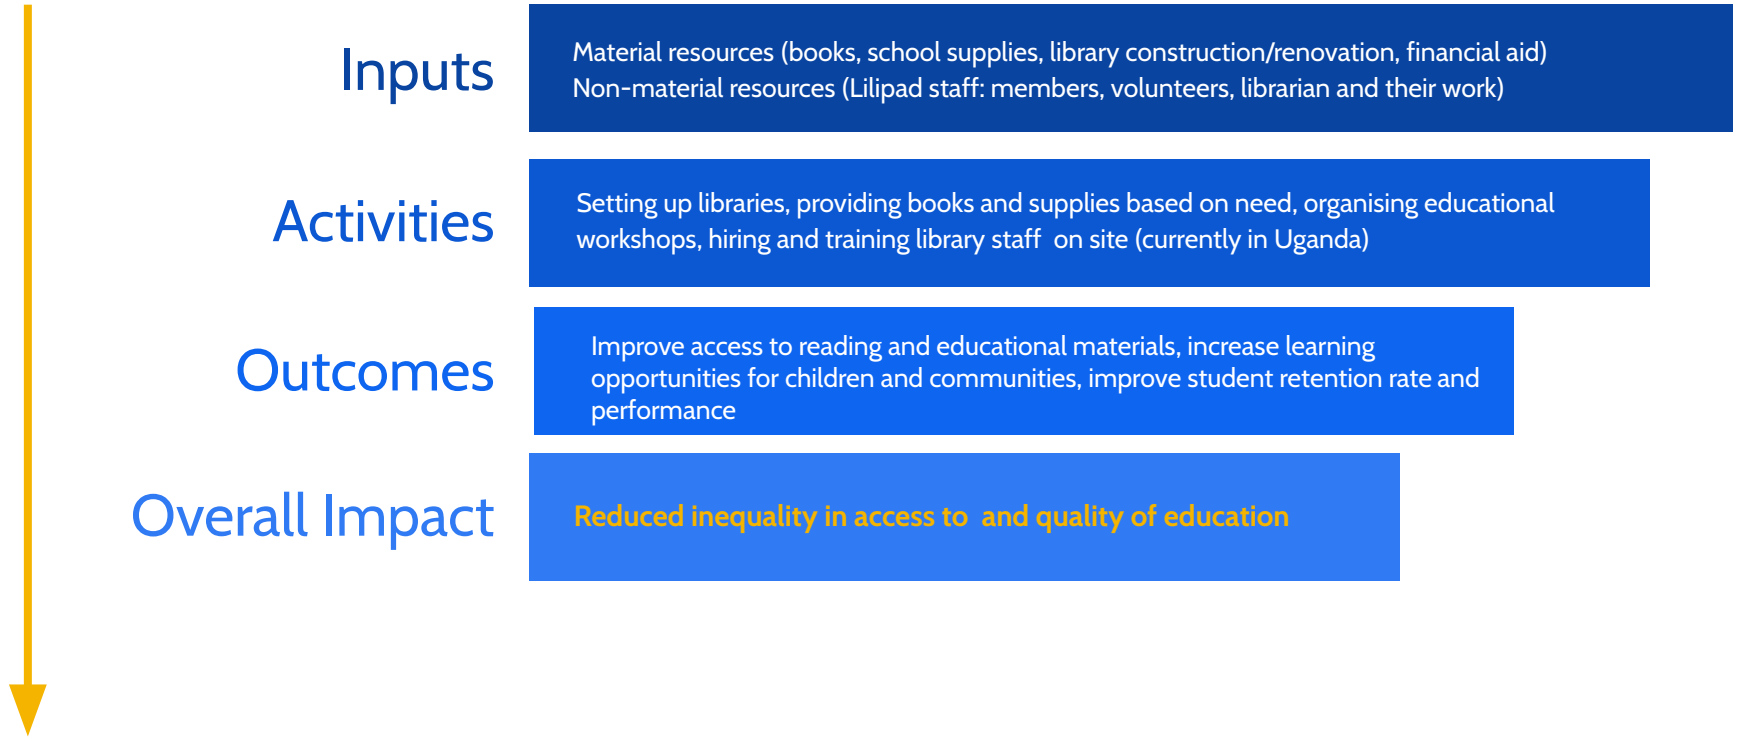 Inputs
Material resources (books, school supplies, library construction/renovation, financial aid)
Non-material resources (Lilipad staff: members, volunteers, librarian and their work)
Activities
Setting up libraries, providing books and supplies based on need, organising educational
workshops, hiring and training library staff  on site (currently in Uganda)
Outcomes
Improve access to reading and educational materials, increase learning
opportunities for children and communities, improve student retention rate and
performance
Overall Impact
Reduced inequality in access to  and quality of education